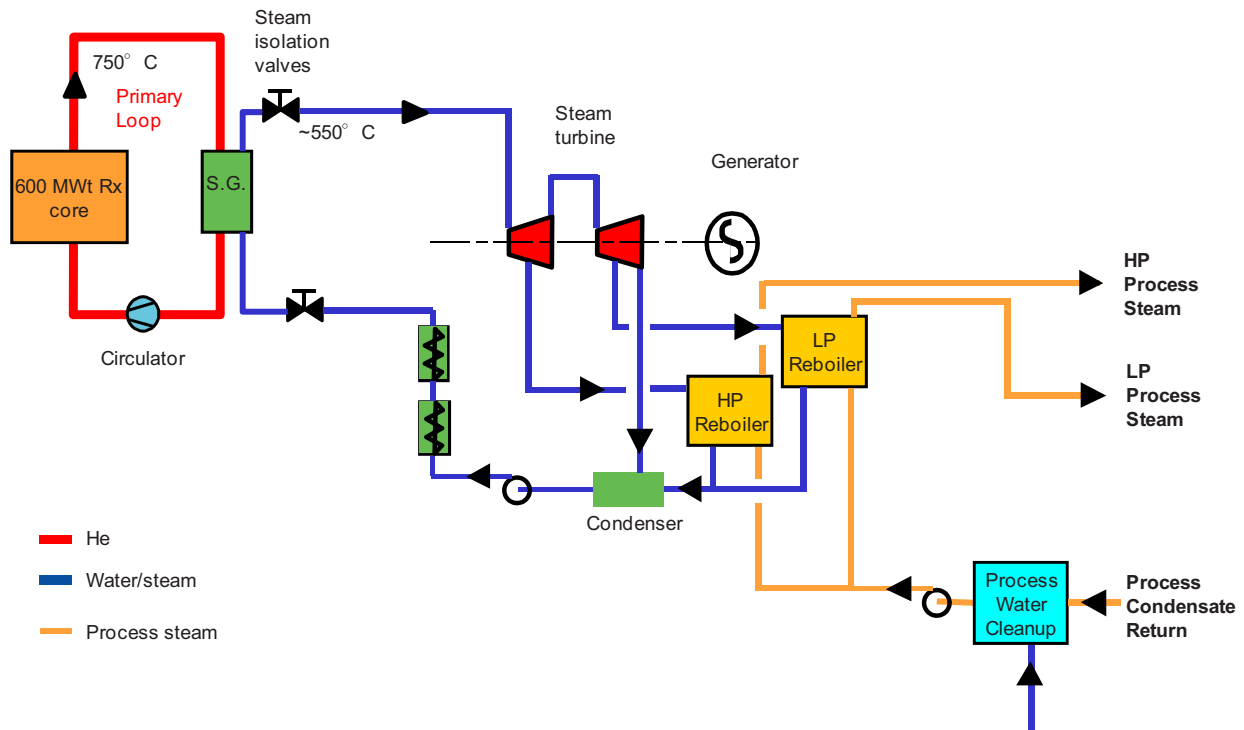 Steam
isolation
valves
750° C
Primary
Loop
~550° C
Steam
turbine
Generator
600 MWt Rx
core
S.G.
HP
Process
Steam
Circulator
LP
Reboiler
LP
Process
Steam
HP
Reboiler
Condenser
He
Water/steam
Process steam
Process
Water
Cleanup
Process
Condensate
Return